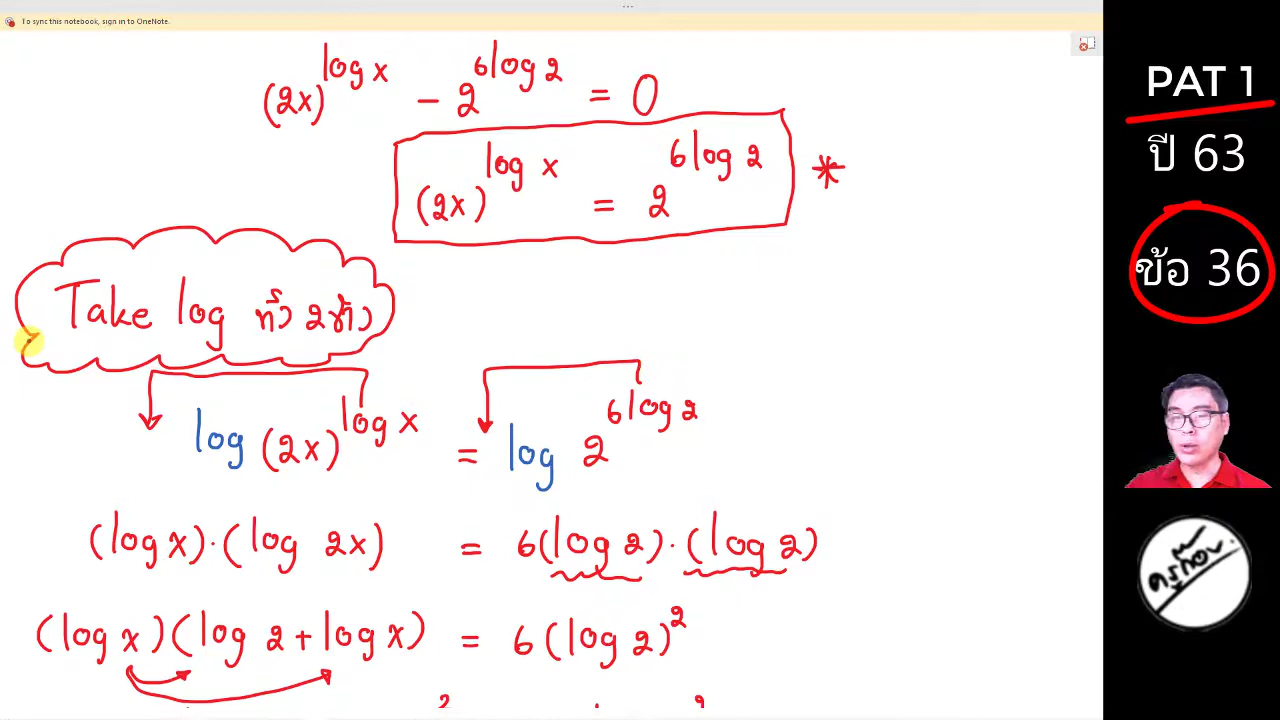 To sync this notebook, sign in to OneNote.
(2x)^{log x} - 2^{6log 2} = 0
(2x)^{log x} = 2^{6log 2} *
Take log ทั้ง 2ข้าง
log (2x)^{log x} = log 2^{6log 2}
(log x)·(log 2x) = 6(log 2)·(log 2)
(log x)(log 2 + log x) = 6(log 2)^2
PAT 1
ปี 63
ข้อ 36
ครูก๊อบ